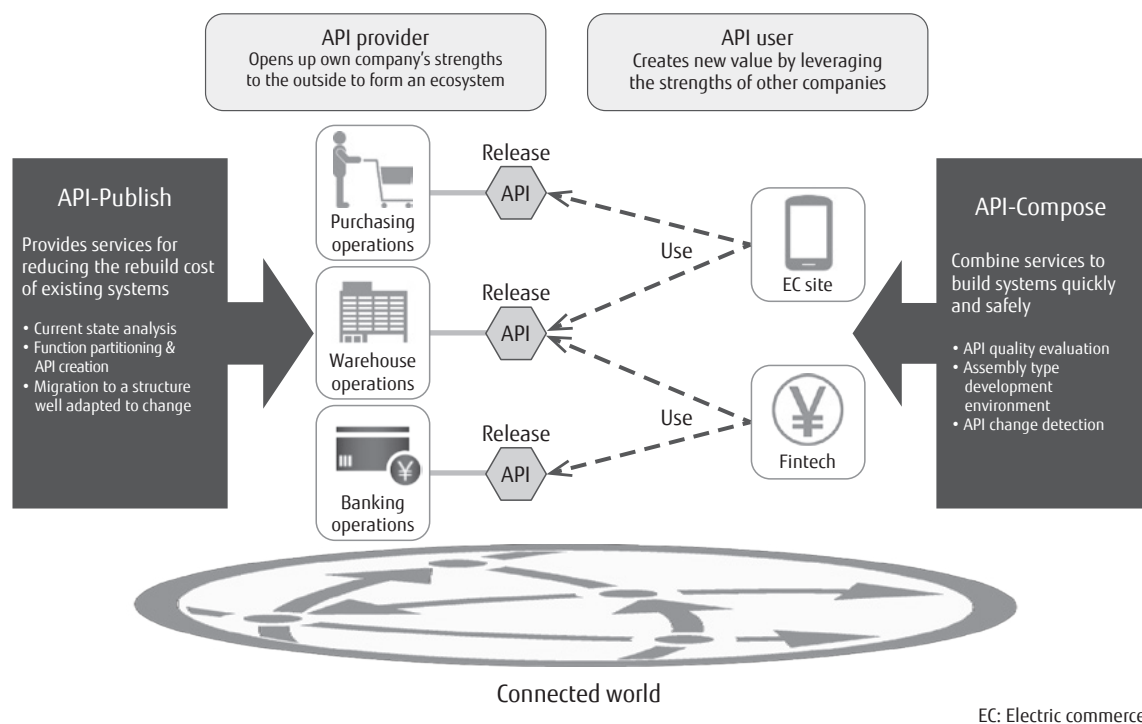 API provider
Opens up own company's strengths
to the outside to form an ecosystem
API user
Creates new value by leveraging
the strengths of other companies
API-Publish
Provides services for
reducing the rebuild cost
of existing systems
• Current state analysis
• Function partitioning &
API creation
• Migration to a structure
well adapted to change
Purchasing
operations
Release
API
Warehouse
operations
Release
API
¥
Banking
operations
Release
API
Use
Use
EC site
¥
Fintech
API-Compose
Combine services to
build systems quickly
and safely
• API quality evaluation
• Assembly type
development
environment
• API change detection
Connected world
EC: Electric commerce